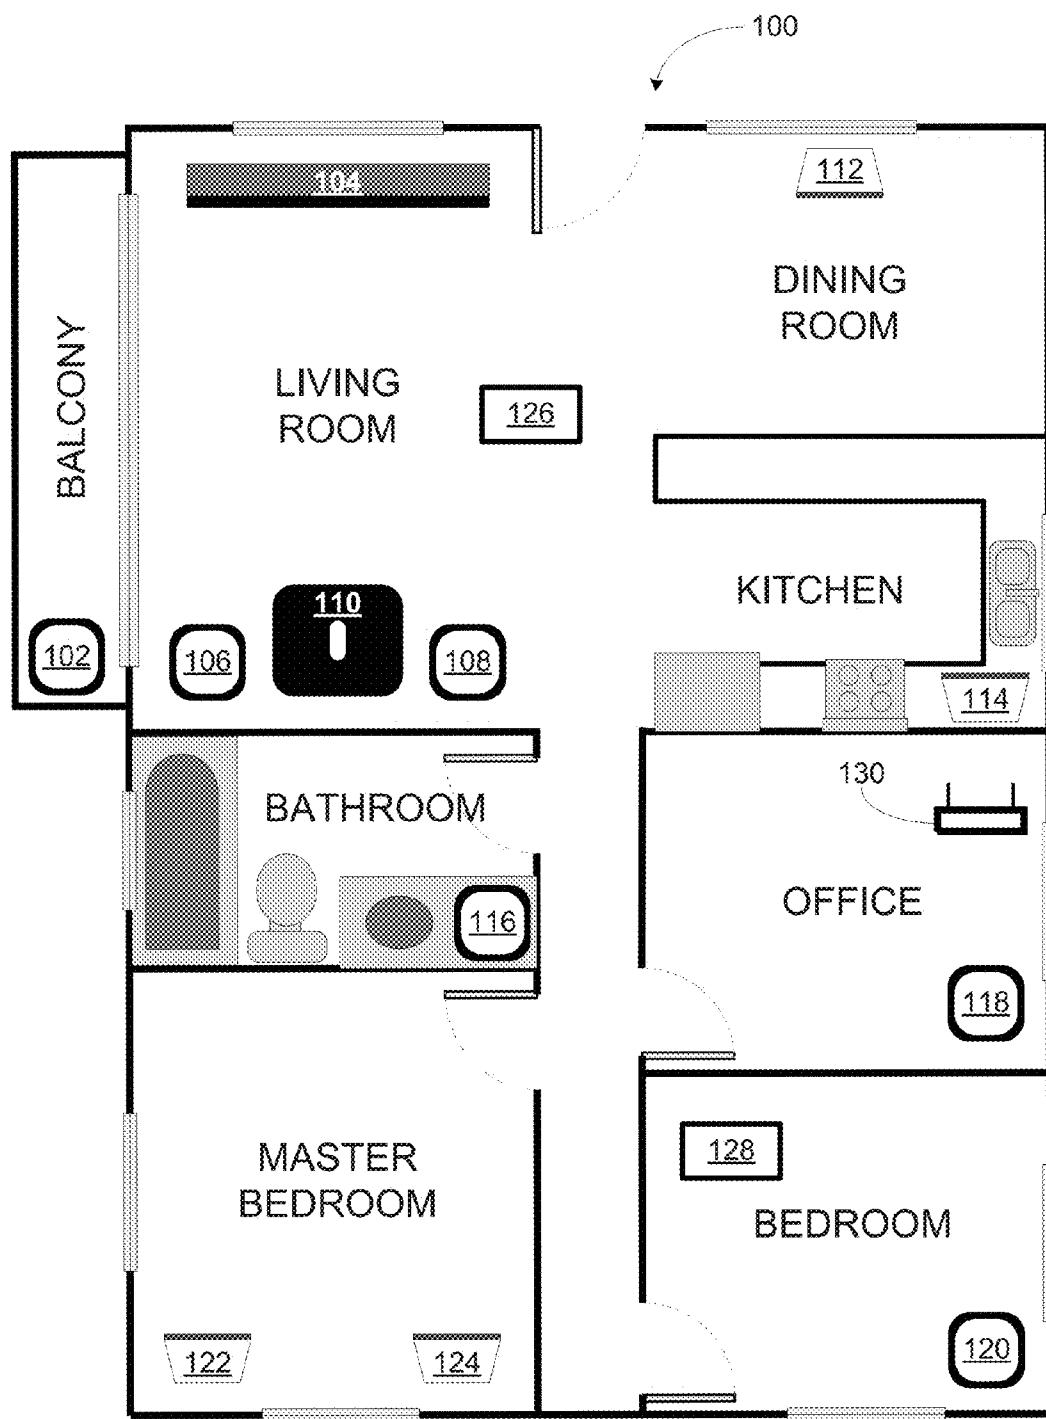 100
104
112
DINING
ROOM
BALCONY
LIVING
ROOM
126
KITCHEN
102
106
110
108
114
BATHROOM
130
OFFICE
116
118
MASTER
BEDROOM
128
BEDROOM
122
124
120